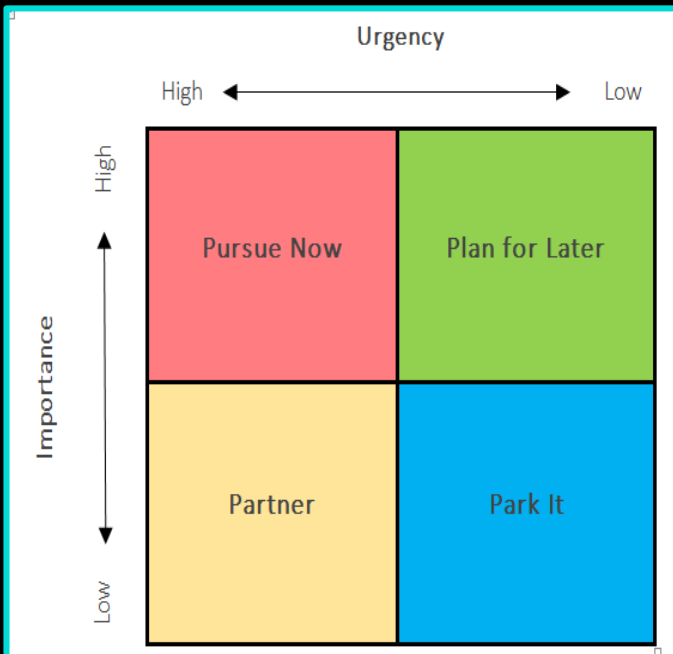 Urgency
High
Low
High
Pursue Now
Plan for Later
Importance
Partner
Park It
Low